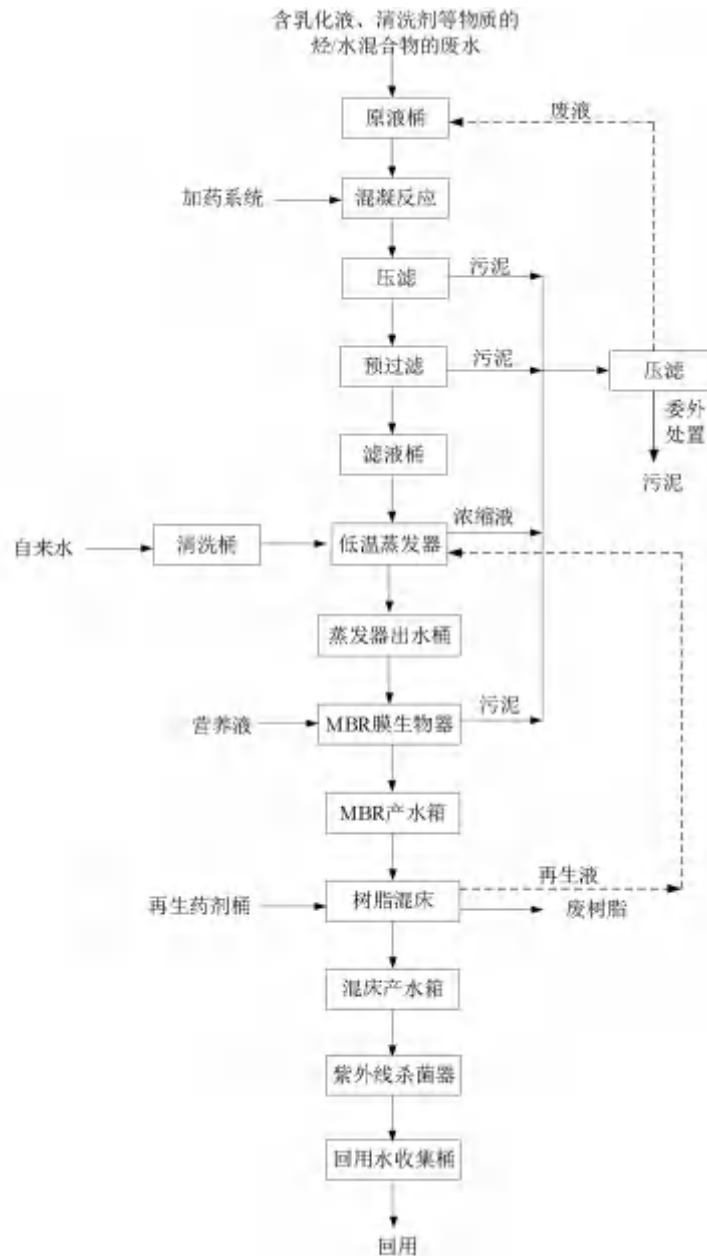 含乳化液、清洗剂等物质的
烃/水混合物的废水
原液桶
废液
加药系统
混凝反应
压滤
污泥
预过滤
污泥
压滤
委外
处置
污泥
滤液桶
浓缩液
自来水
清洗桶
低温蒸发器
蒸发器出水桶
营养液
MBR膜生物器
污泥
MBR产水箱
再生液
再生药剂桶
树脂混床
废树脂
混床产水箱
紫外线杀菌器
回用水收集桶
回用